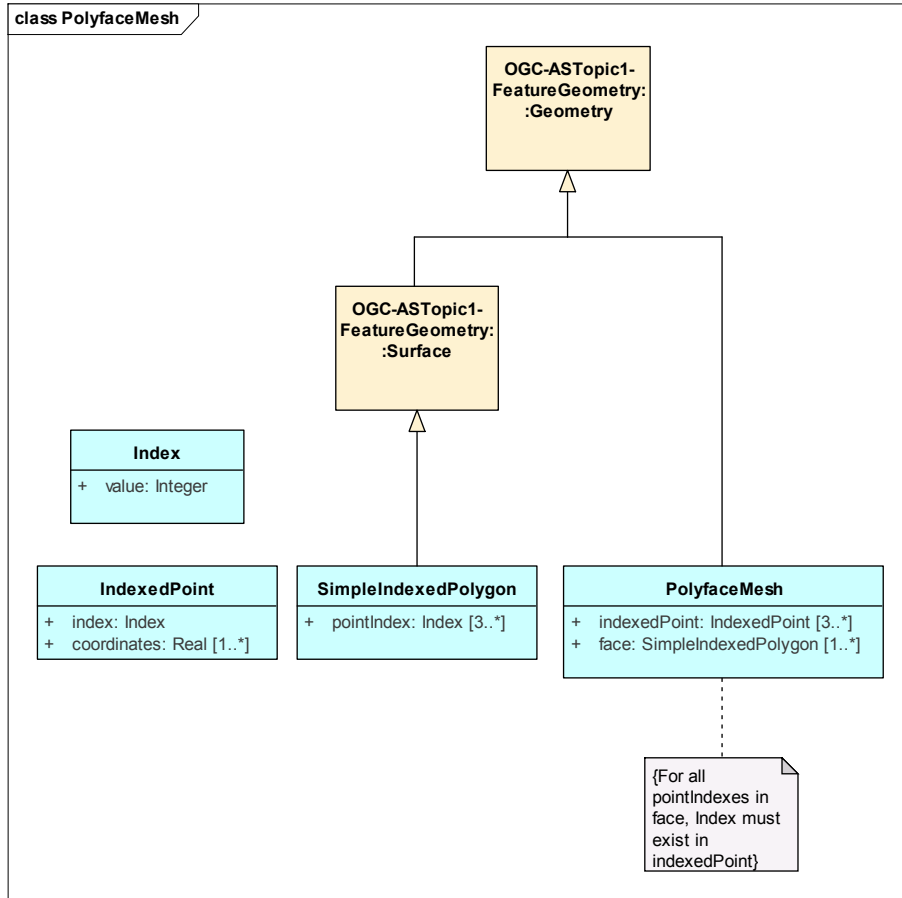 class PolyfaceMesh
OGC-ASTopic1-
FeatureGeometry:
:Geometry
OGC-ASTopic1-
FeatureGeometry:
:Surface
Index
+ value: Integer
IndexedPoint
+ index: Index
+ coordinates: Real [1..*]
SimpleIndexedPolygon
+ pointIndex: Index [3..*]
PolyfaceMesh
+ indexedPoint: IndexedPoint [3..*]
+ face: SimpleIndexedPolygon [1..*]
{For all
pointIndexes in
face, Index must
exist in
indexedPoint}